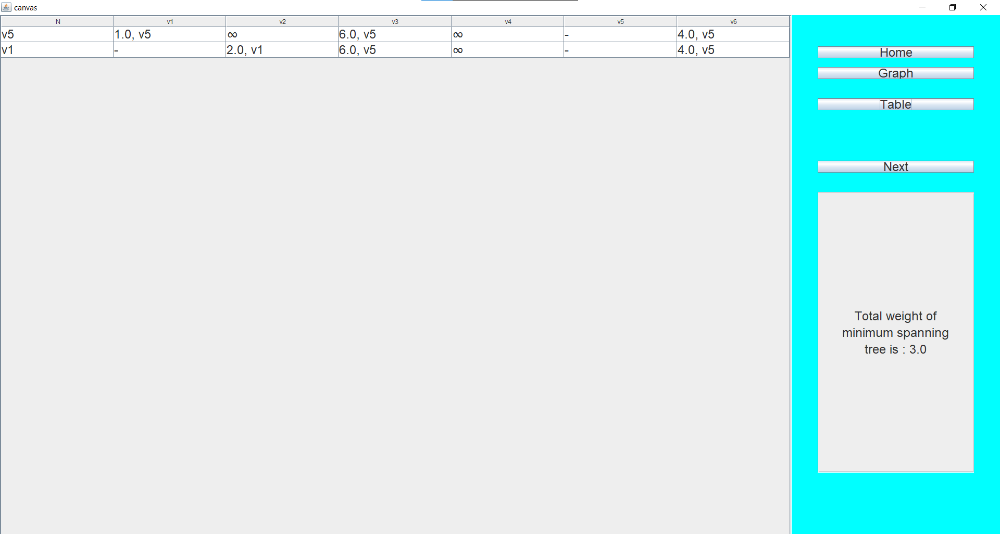 canvas
N v1 v2 v3 v4 v5 v6
v5 1.0, v5 ∞ 6.0, v5 ∞ - 4.0, v5
v1 - 2.0, v1 6.0, v5 ∞ - 4.0, v5
Home
Graph
Table
Next
Total weight of
minimum spanning
tree is : 3.0